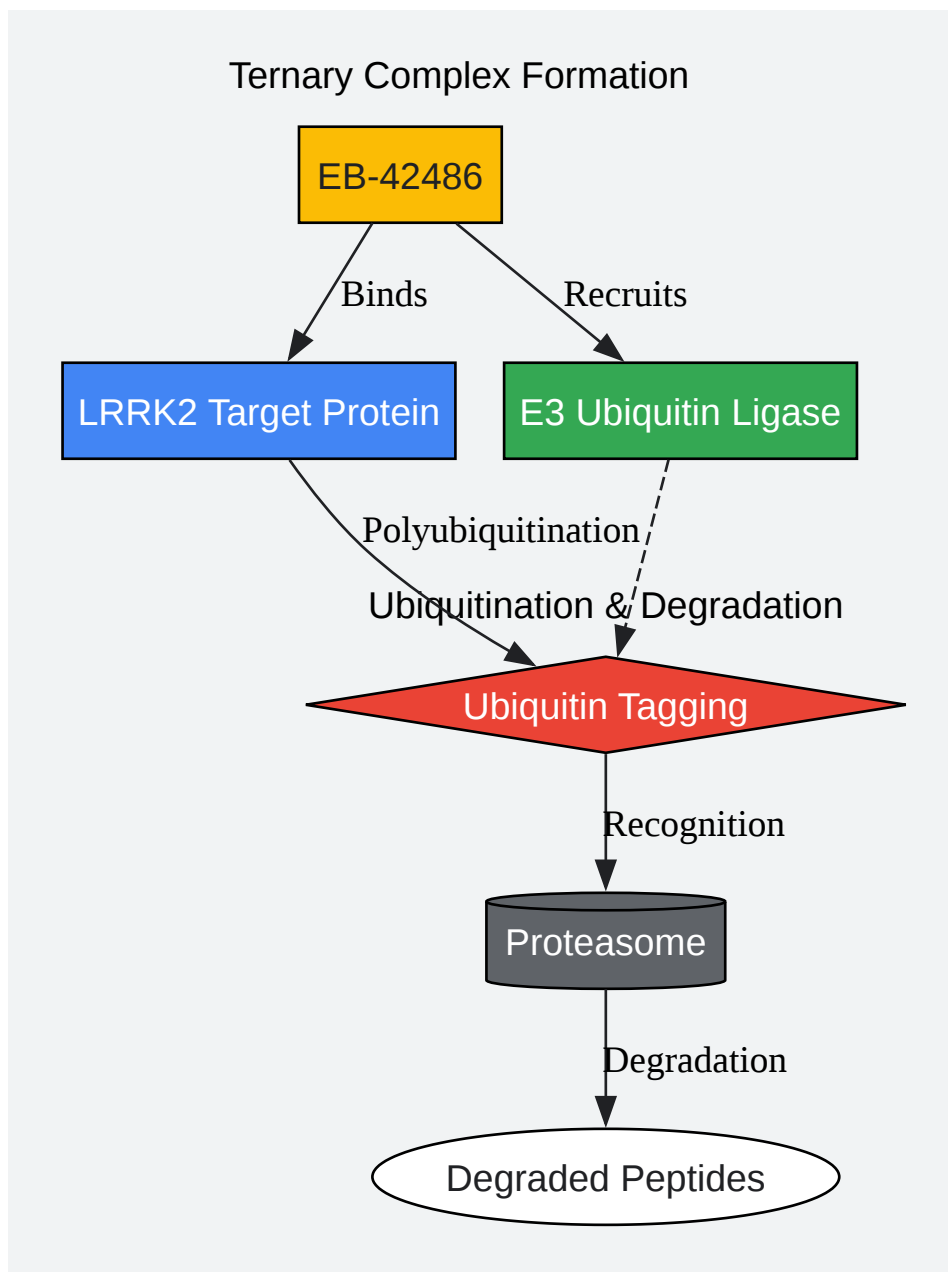 Ternary Complex Formation
EB-42486
Binds
Recruits
LRRK2 Target Protein
E3 Ubiquitin Ligase
Polyubiquitination
Ubiquitination & Degradation
Ubiquitin Tagging
Recognition
Proteasome
Degradation
Degraded Peptides